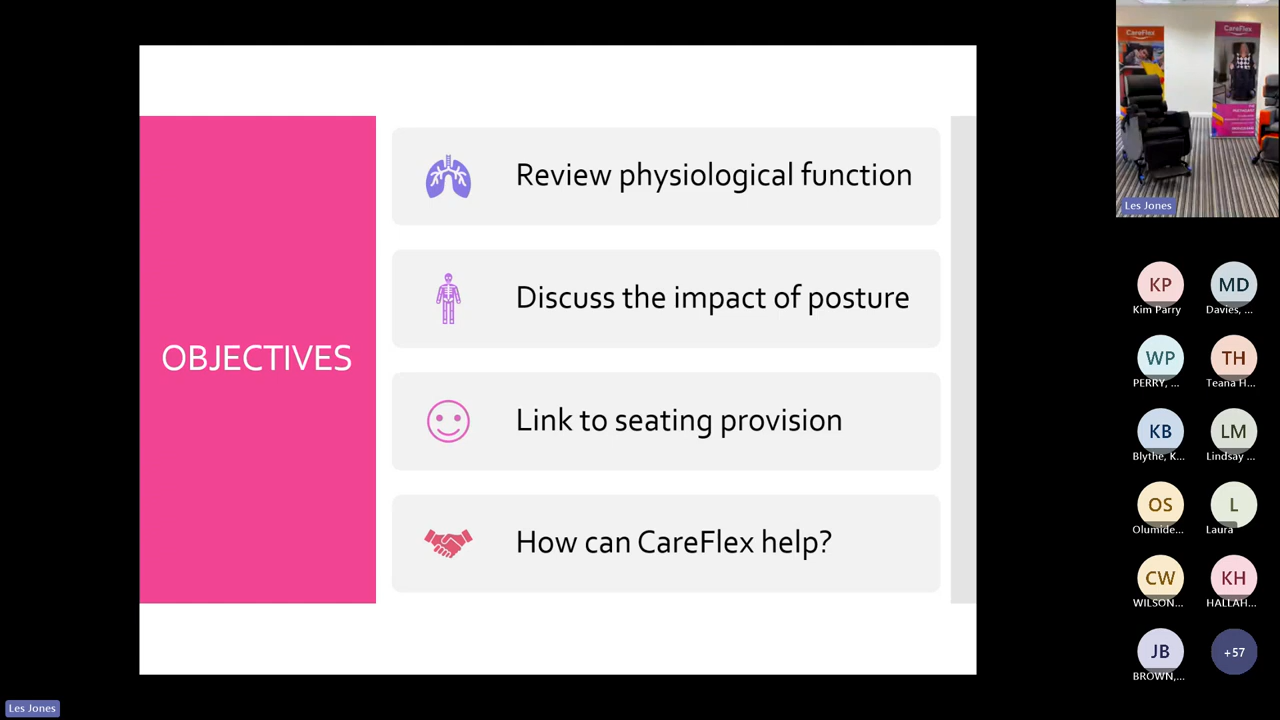 OBJECTIVES
Review physiological function
Discuss the impact of posture
Link to seating provision
How can CareFlex help?
CareFlex
CareFlex
Les Jones
KP
Kim Parry
MD
Davies, ...
WP
PERRY, ...
TH
Teana H...
KB
Blythe, K...
LM
Lindsay ...
OS
Olumide...
L
Laura
CW
WILSON...
KH
HALLAH...
JB
BROWN,...
+57
Les Jones